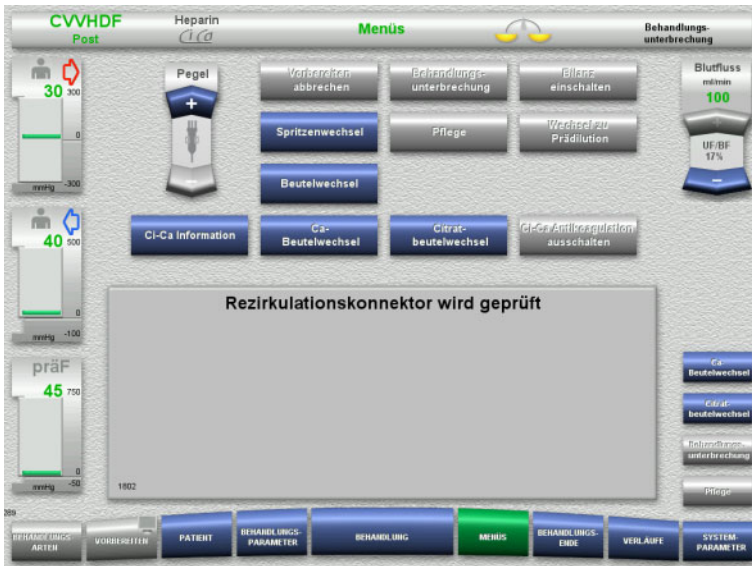 CVVHDF
Post
Heparin
Ci Ca
Menüs
Behandlungs-
unterbrechung
30
300
0
mmHg
-300
40
500
0
mmHg
-100
präF
45
750
0
mmHg
-50
Pegel
+
−
Vorbereiten
abbrechen
Behandlungs-
unterbrechung
Bilanz
einschalten
Spritzenwechsel
Pflege
Wechsel zu
Prädilution
Beutelwechsel
Ci-Ca Information
Ca-
Beutelwechsel
Citrat-
beutelwechsel
Ci-Ca Antikoagulation
ausschalten
Blutfluss
ml/min
100
+
UF/BF
17%
−
Rezirkulationskonnektor wird geprüft
1802
Ca-
Beutelwechsel
Citrat-
beutelwechsel
Behandlungs-
unterbrechung
Pflege
289
BEHANDLUNGS-
ARTEN
VORBEREITEN
PATIENT
BEHANDLUNGS-
PARAMETER
BEHANDLUNG
MENÜS
BEHANDLUNGS-
ENDE
VERLÄUFE
SYSTEM-
PARAMETER